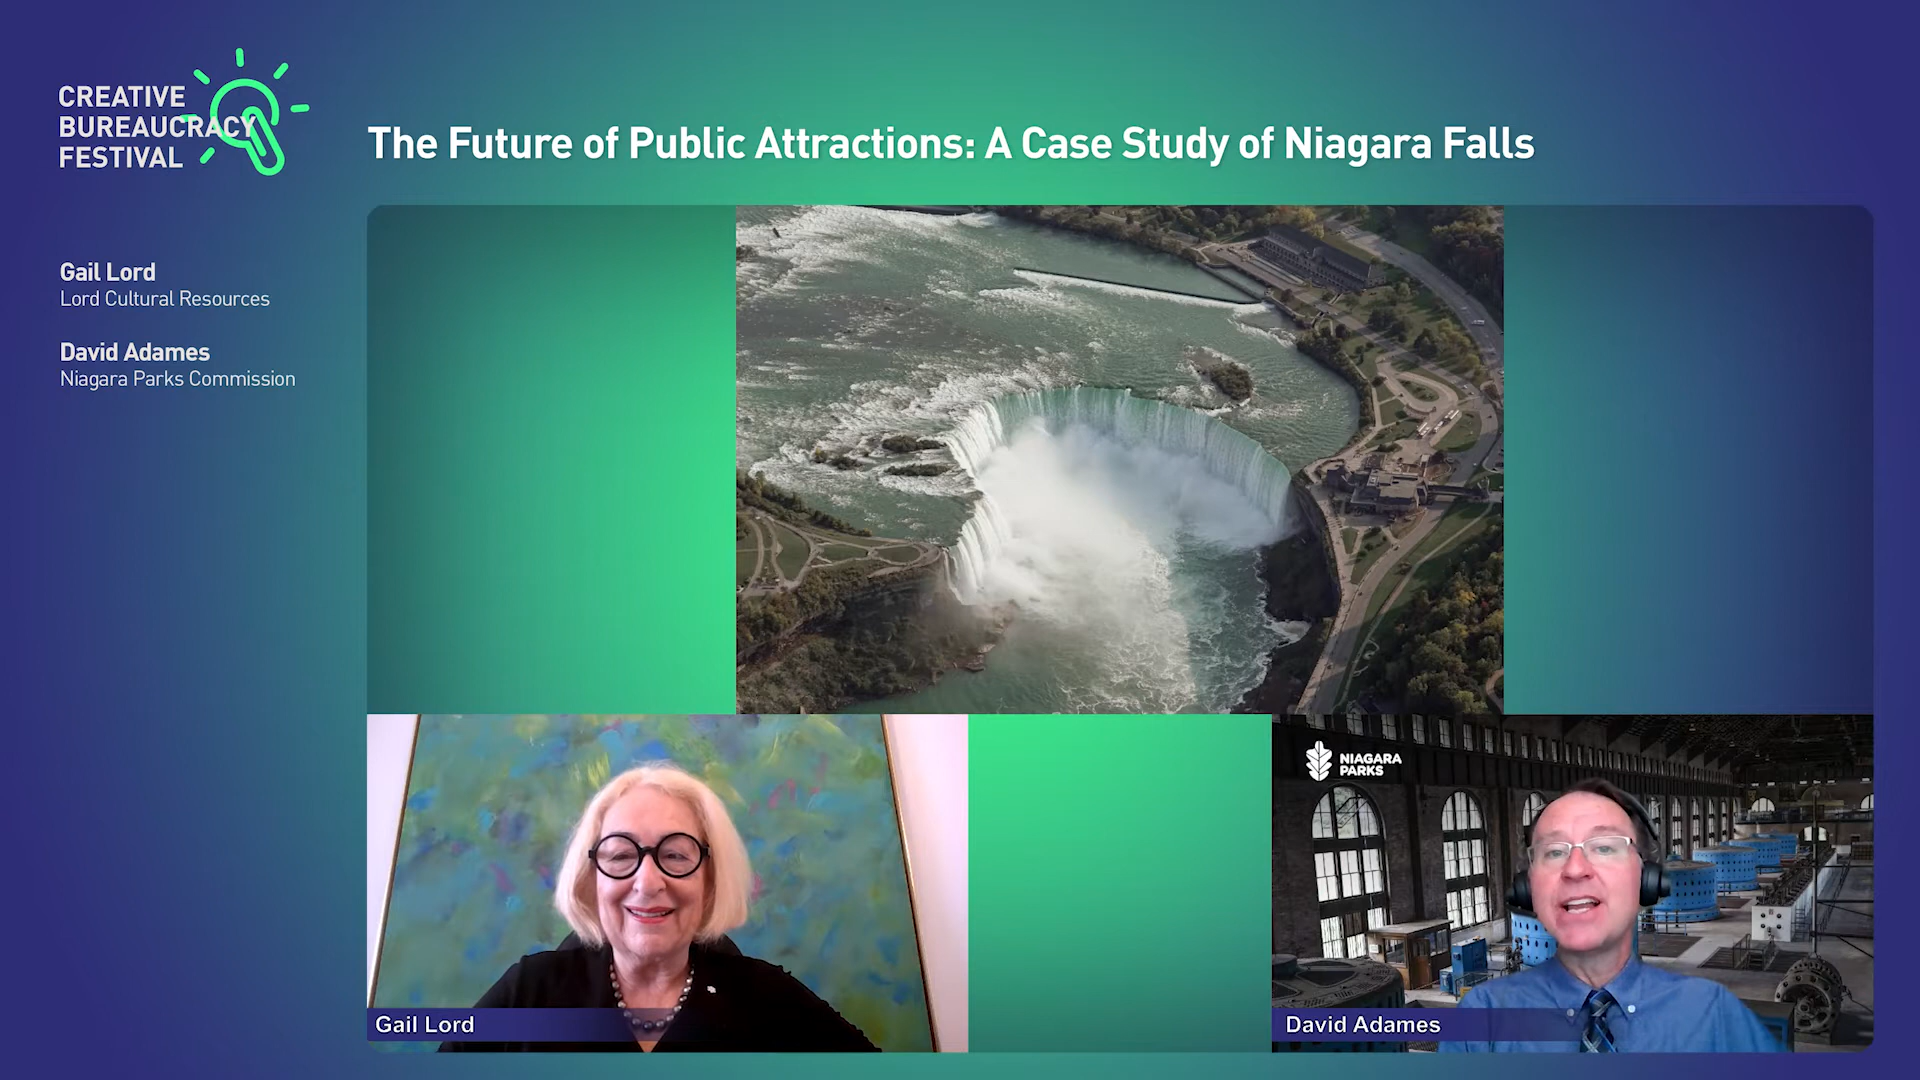 CREATIVE
BUREAUCRACY
FESTIVAL
The Future of Public Attractions: A Case Study of Niagara Falls
Gail Lord
Lord Cultural Resources
David Adames
Niagara Parks Commission
NIAGARA
PARKS
Gail Lord
David Adames